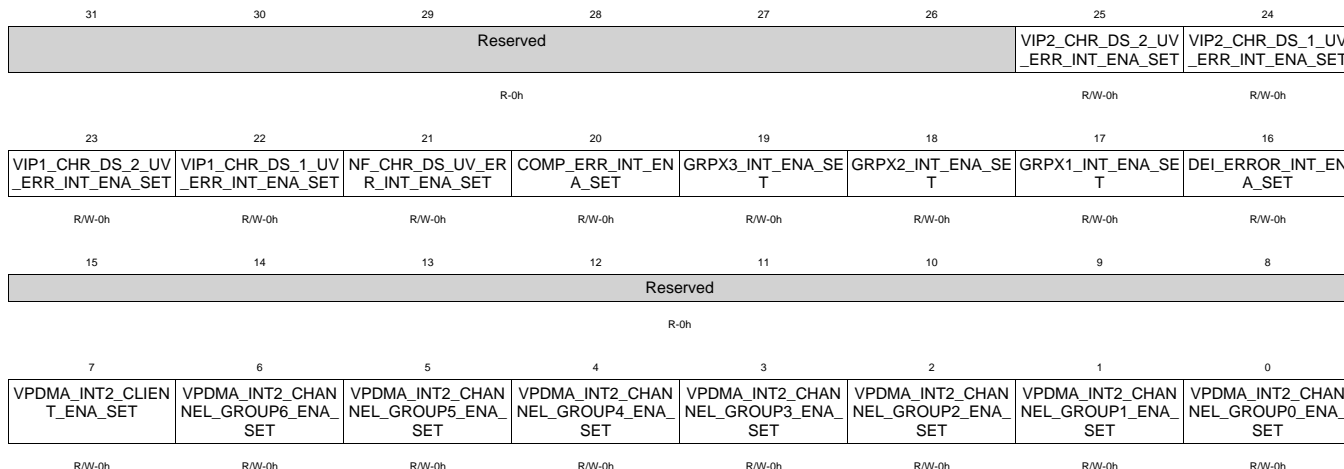 31 30 29 28 27 26 25 24
Reserved VIP2_CHR_DS_2_UV VIP2_CHR_DS_1_UV
_ERR_INT_ENA_SET _ERR_INT_ENA_SET
R-0h R/W-0h R/W-0h
23 22 21 20 19 18 17 16
VIP1_CHR_DS_2_UV VIP1_CHR_DS_1_UV NF_CHR_DS_UV_ER COMP_ERR_INT_EN GRPX3_INT_ENA_SE GRPX2_INT_ENA_SE GRPX1_INT_ENA_SE DEI_ERROR_INT_EN
_ERR_INT_ENA_SET _ERR_INT_ENA_SET R_INT_ENA_SET A_SET T T T A_SET
R/W-0h R/W-0h R/W-0h R/W-0h R/W-0h R/W-0h R/W-0h R/W-0h
15 14 13 12 11 10 9 8
Reserved
R-0h
7 6 5 4 3 2 1 0
VPDMA_INT2_CLIEN VPDMA_INT2_CHAN VPDMA_INT2_CHAN VPDMA_INT2_CHAN VPDMA_INT2_CHAN VPDMA_INT2_CHAN VPDMA_INT2_CHAN VPDMA_INT2_CHAN
T_ENA_SET NEL_GROUP6_ENA_ NEL_GROUP5_ENA_ NEL_GROUP4_ENA_ NEL_GROUP3_ENA_ NEL_GROUP2_ENA_ NEL_GROUP1_ENA_ NEL_GROUP0_ENA_
SET SET SET SET SET SET SET
R/W-0h R/W-0h R/W-0h R/W-0h R/W-0h R/W-0h R/W-0h R/W-0h